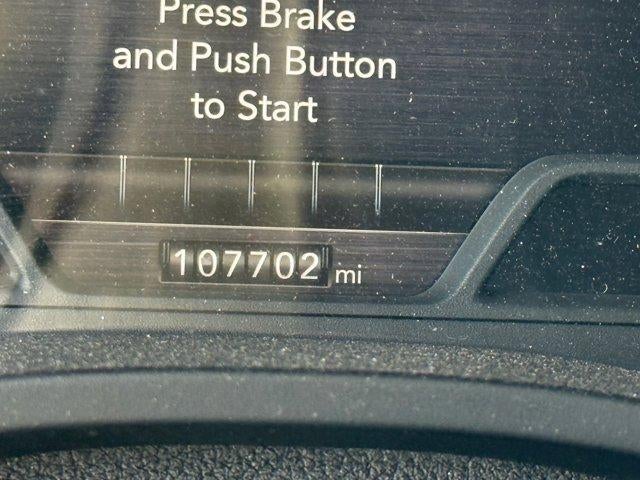 Press Brake
and Push Button
to Start
107702 mi